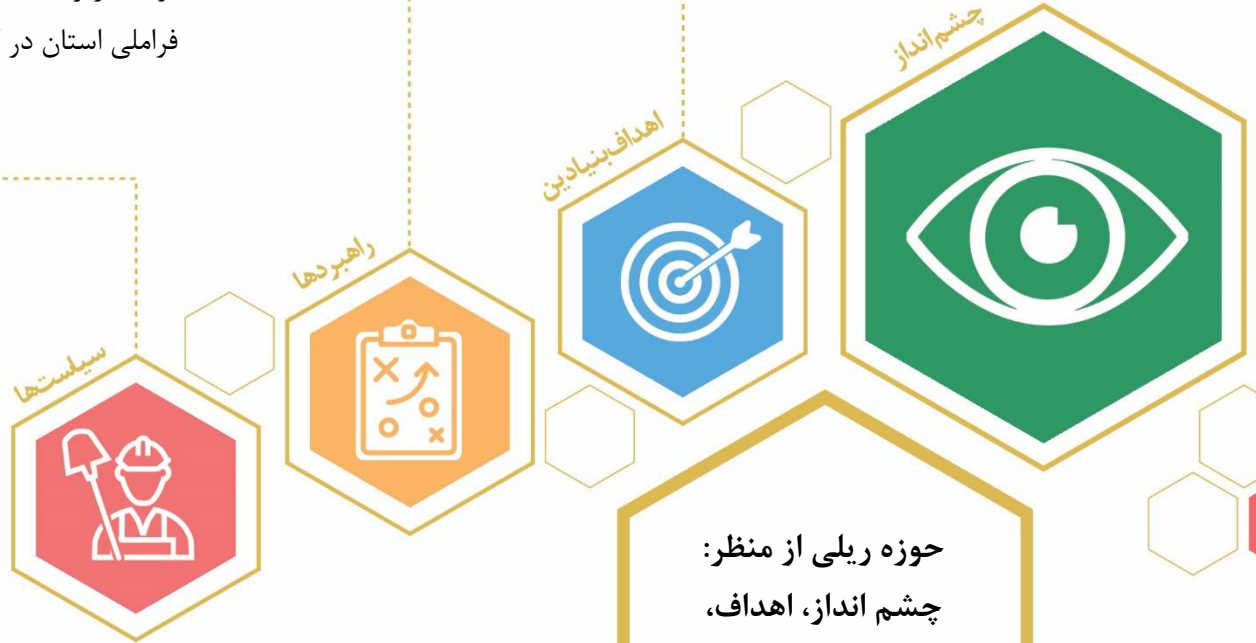 چشم‌انداز
فراملی استان در
اهداف‌بنیادین
راهبردها
سیاست‌ها
حوزه ریلی از منظر:
چشم انداز، اهداف،